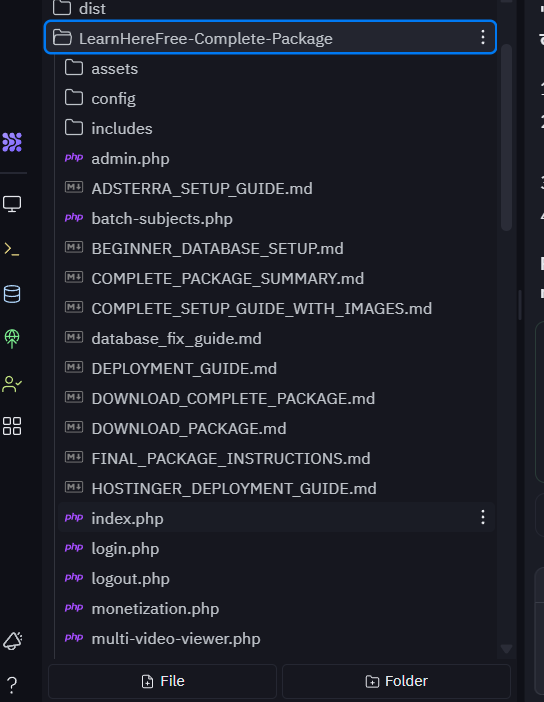 dist
LearnHereFree-Complete-Package
assets
config
includes
php admin.php
M↓ ADSTERRA_SETUP_GUIDE.md
php batch-subjects.php
M↓ BEGINNER_DATABASE_SETUP.md
M↓ COMPLETE_PACKAGE_SUMMARY.md
M↓ COMPLETE_SETUP_GUIDE_WITH_IMAGES.md
M↓ database_fix_guide.md
M↓ DEPLOYMENT_GUIDE.md
M↓ DOWNLOAD_COMPLETE_PACKAGE.md
M↓ DOWNLOAD_PACKAGE.md
M↓ FINAL_PACKAGE_INSTRUCTIONS.md
M↓ HOSTINGER_DEPLOYMENT_GUIDE.md
php index.php
php login.php
php logout.php
php monetization.php
php multi-video-viewer.php
File Folder